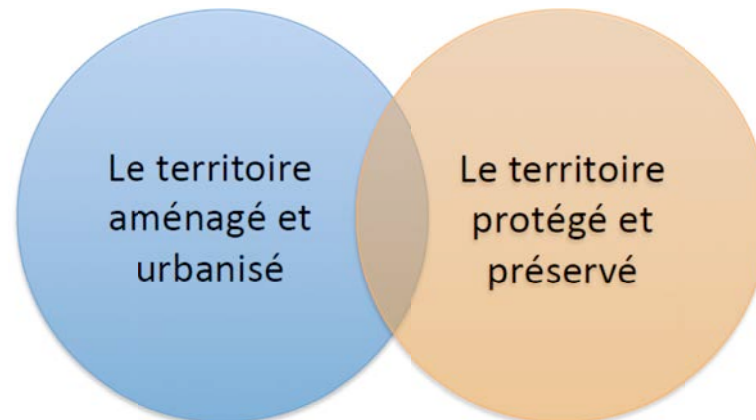 Le territoire
aménagé et
urbanisé
Le territoire
protégé et
préservé